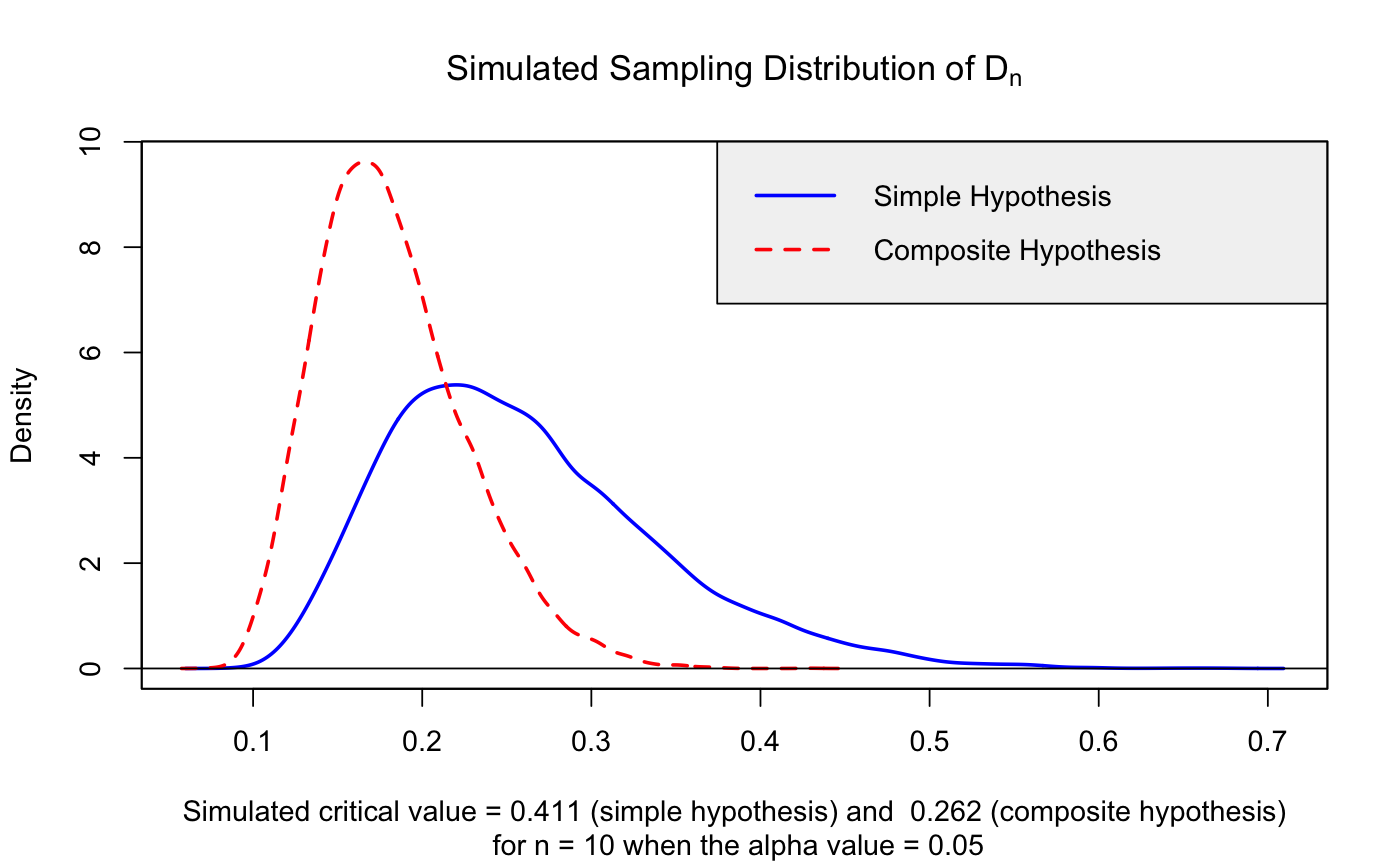 Simulated Sampling Distribution of Dn
Simple Hypothesis
Composite Hypothesis
Density
10
8
6
4
2
0
0.1 0.2 0.3 0.4 0.5 0.6 0.7
Simulated critical value = 0.411 (simple hypothesis) and  0.262 (composite hypothesis)
for n = 10 when the alpha value = 0.05